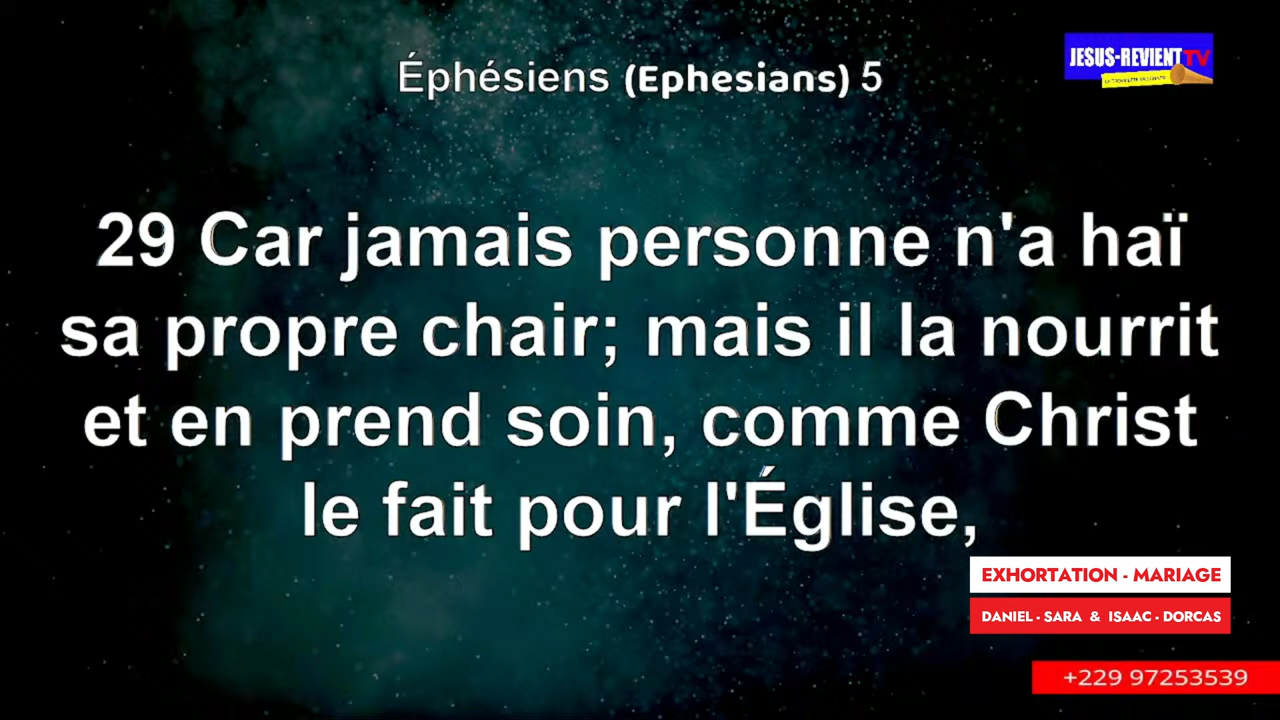 Éphésiens (Ephesians) 5
JESUS-REVIENT TV
29 Car jamais personne n'a haï
sa propre chair; mais il la nourrit
et en prend soin, comme Christ
le fait pour l'Église,
EXHORTATION - MARIAGE
DANIEL - SARA & ISAAC - DORCAS
+229 97253539